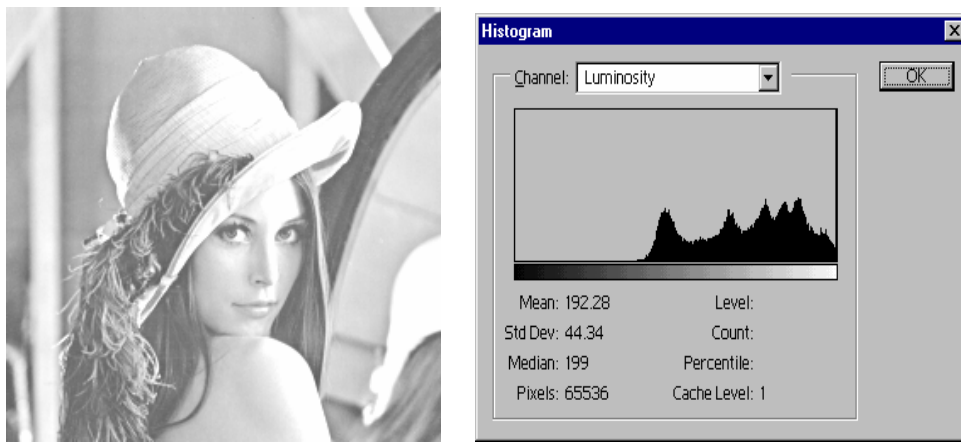 Histogram
Channel: Luminosity
OK
Mean: 192.28 Level:
Std Dev: 44.34 Count:
Median: 199 Percentile:
Pixels: 65536 Cache Level: 1